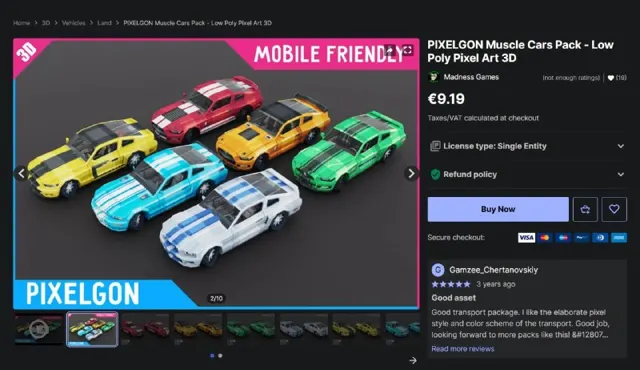 Home > 3D > Vehicles > Land > PIXELGON Muscle Cars Pack - Low Poly Pixel Art 3D
3D
MOBILE FRIENDLY
PIXELGON
2/10
PIXELGON Muscle Cars Pack - Low
Poly Pixel Art 3D
Madness Games
(not enough ratings)
(19)
€9.19
Taxes/VAT calculated at checkout
License type: Single Entity
Refund policy
Buy Now
Secure checkout:
VISA
G
Gamzee_Chertanovskiy
3 years ago
Good asset
Good transport package. I like the elaborate pixel
style and color scheme of the transport. Good job,
looking forward to more packs like this! &#12807...
Read more reviews